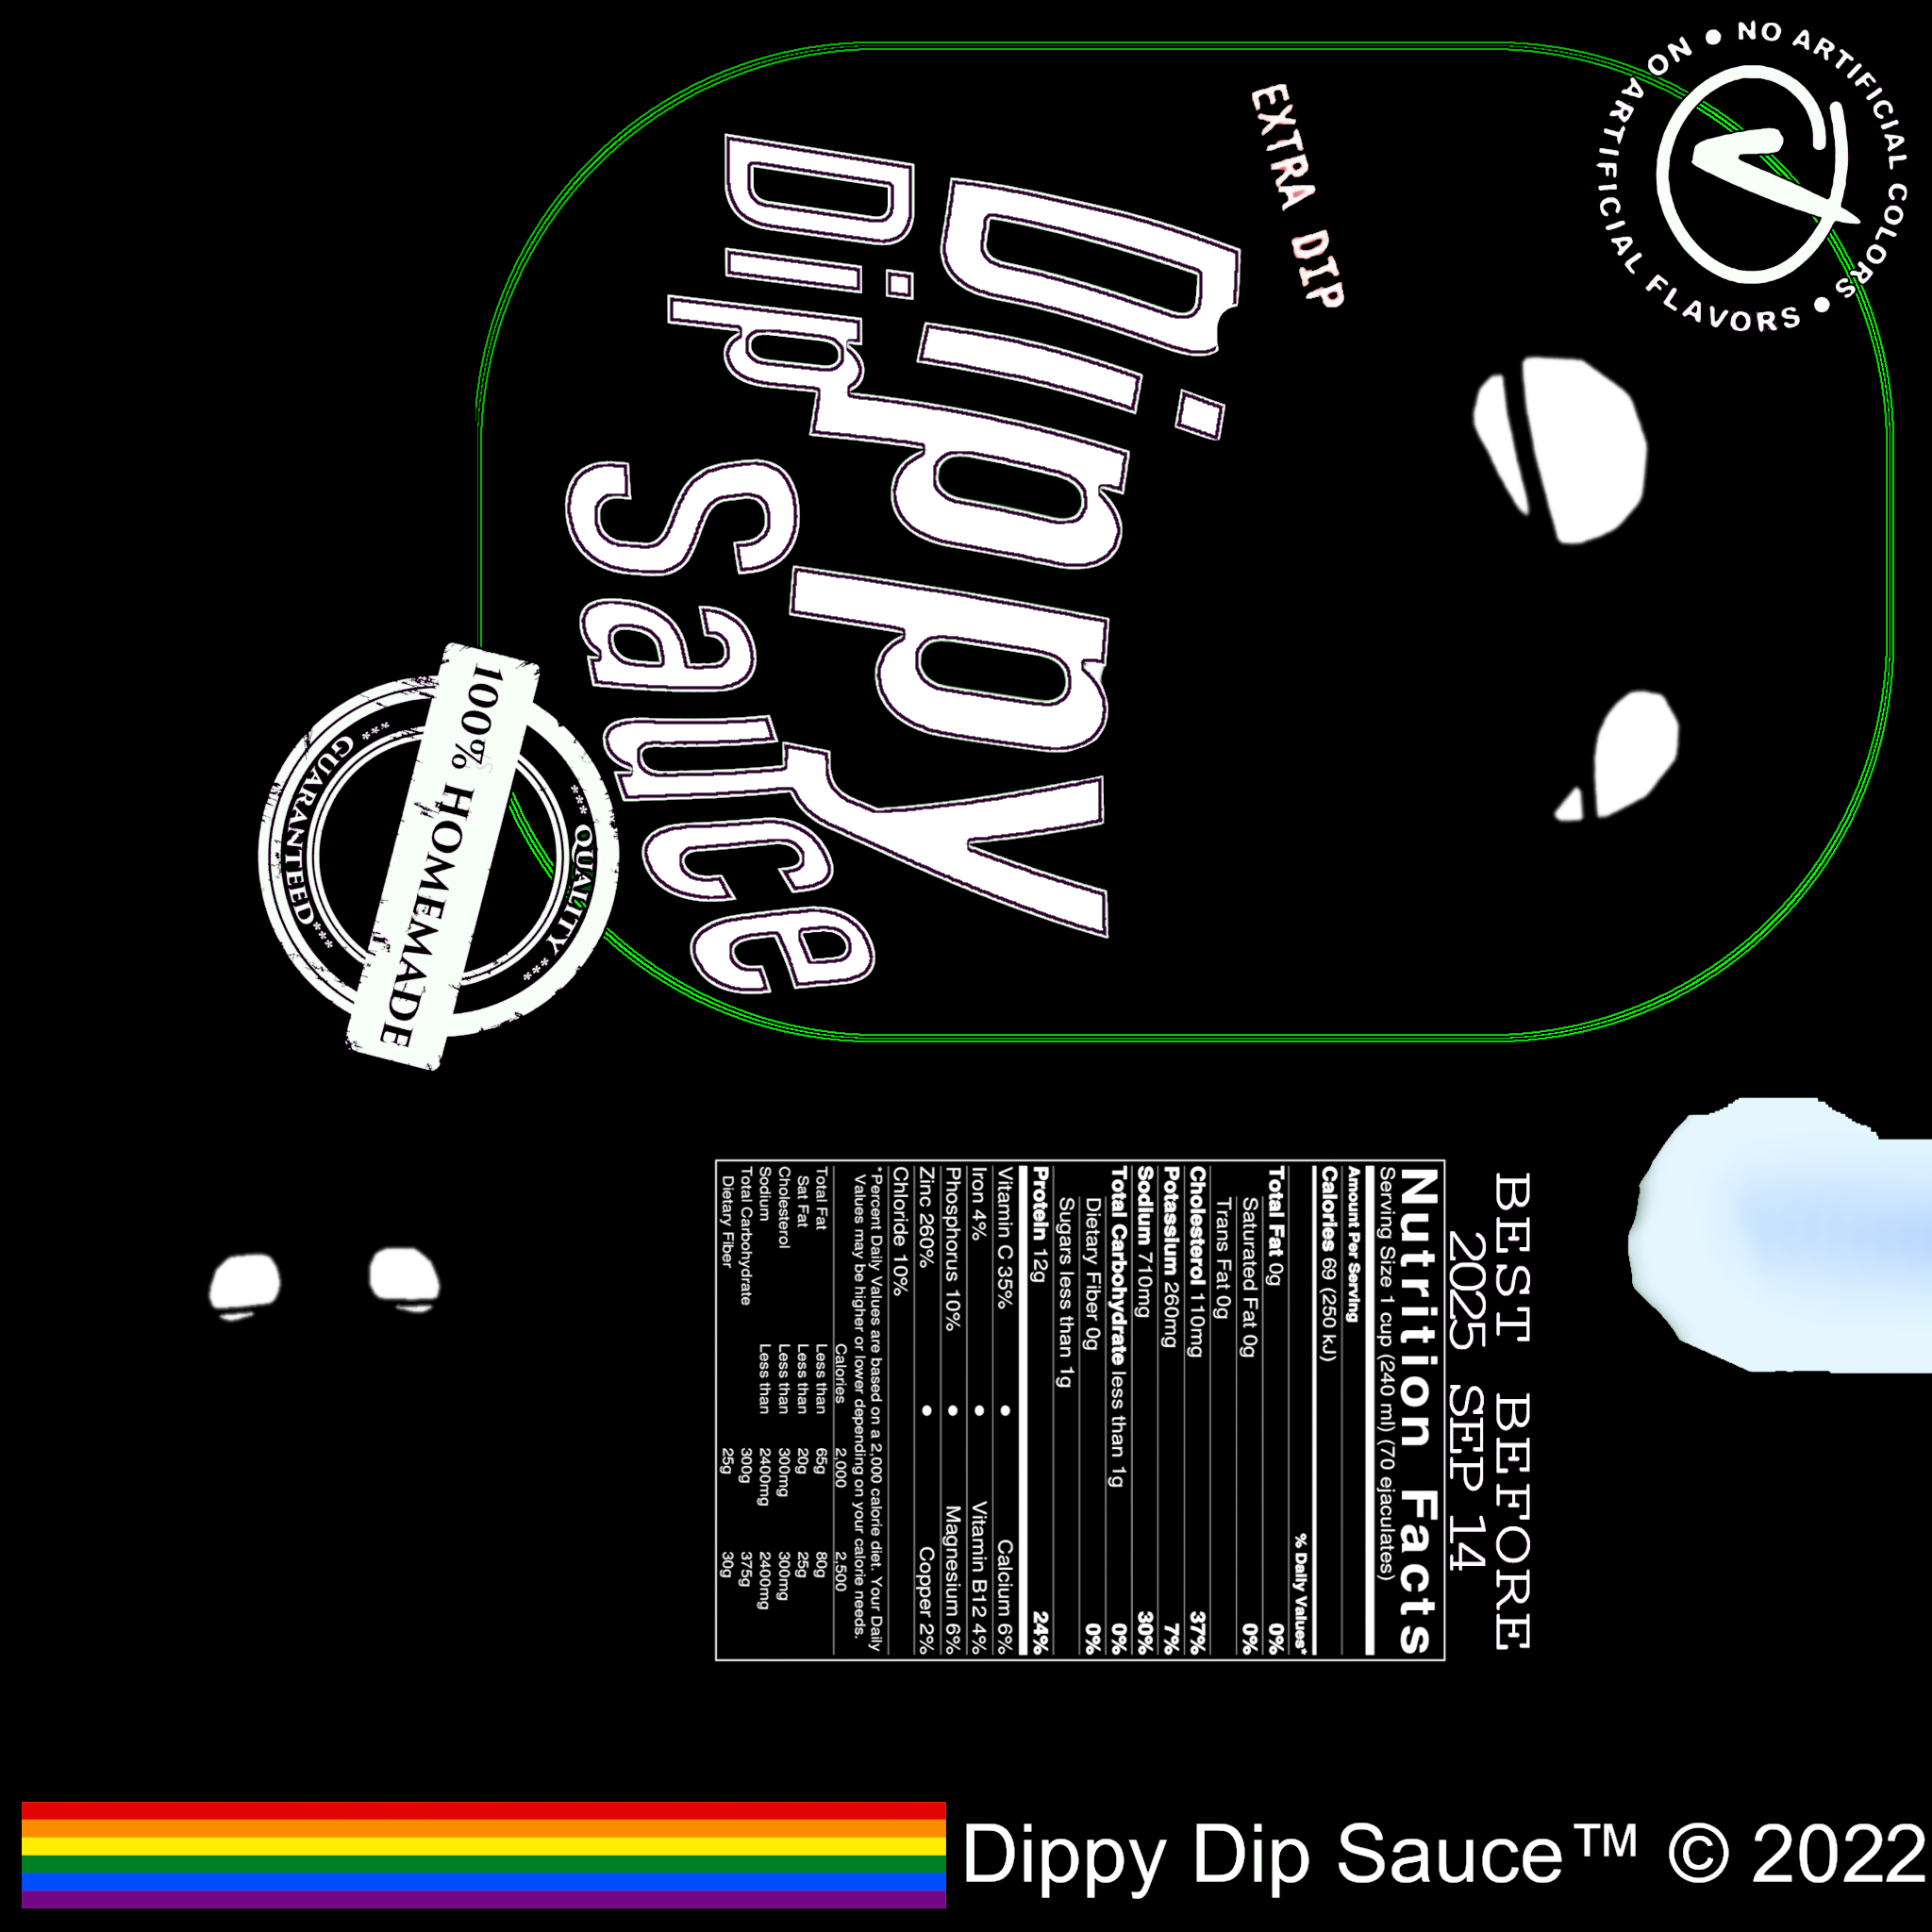 NO ARTIFICIAL COLORS • NO ARTIFICIAL FLAVORS •
EXTRA DIP
Dippy
Dip
Sauce
100% HOMEMADE
*** QUALITY ***
*** GUARANTEED ***
BEST BEFORE
2025 SEP 14
Nutrition Facts
Serving Size 1 cup (240 ml) (70 ejaculates)
Amount Per Serving
Calories 69 (250 kJ)
% Daily Values*
Total Fat 0g 0%
Saturated Fat 0g 0%
Trans Fat 0g
Cholesterol 110mg 37%
Potassium 260mg 7%
Sodium 710mg 30%
Total Carbohydrate less than 1g 0%
Dietary Fiber 0g 0%
Sugars less than 1g
Protein 12g 24%
Vitamin C 35% • Calcium 6%
Iron 4% • Vitamin B12 4%
Phosphorus 10% • Magnesium 6%
Zinc 260% • Copper 2%
Chloride 10%
*Percent Daily Values are based on a 2,000 calorie diet. Your Daily
Values may be higher or lower depending on your calorie needs.
Calories 2,000 2,500
Total Fat Less than 65g 80g
Sat Fat Less than 20g 25g
Cholesterol Less than 300mg 300mg
Sodium Less than 2400mg 2400mg
Total Carbohydrate 300g 375g
Dietary Fiber 25g 30g
Dippy Dip Sauce™ © 2022